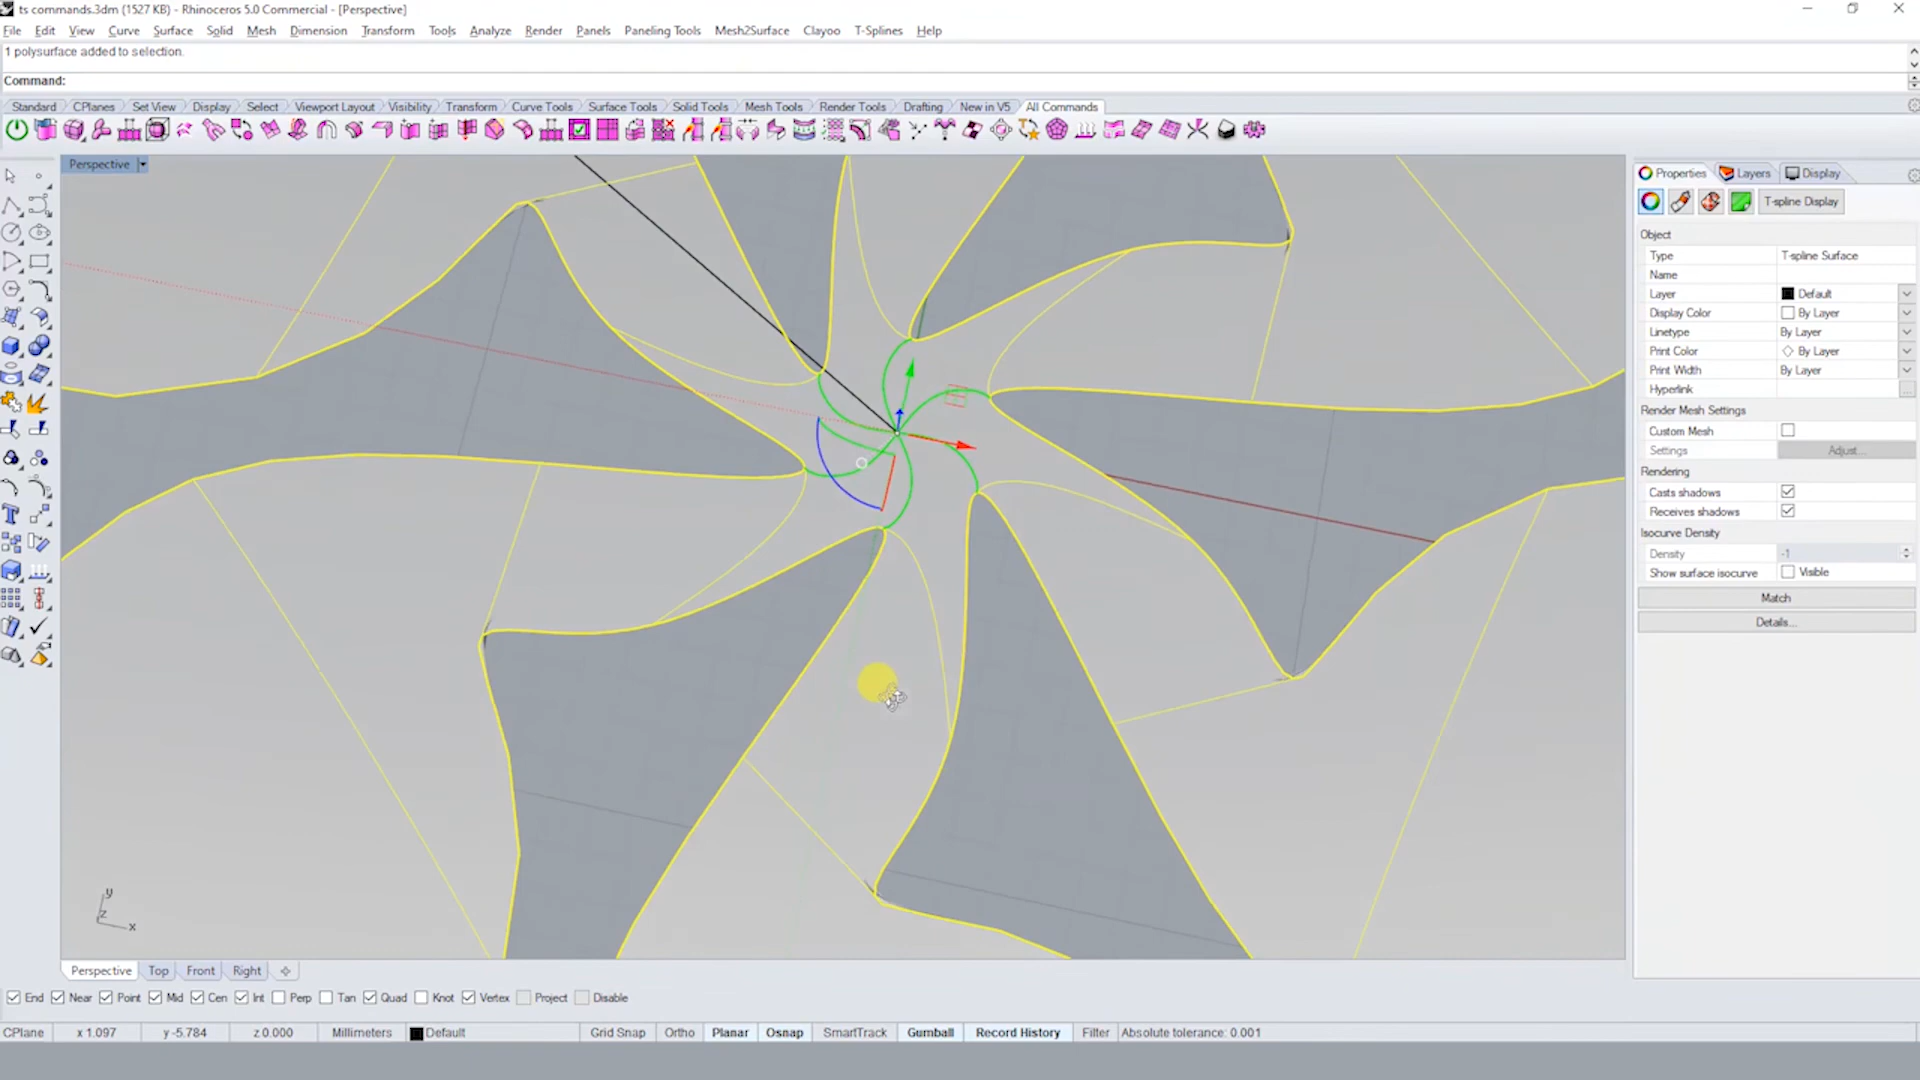 ts commands.3dm (1527 KB) - Rhinoceros 5.0 Commercial - [Perspective]
File Edit View Curve Surface Solid Mesh Dimension Transform Tools Analyze Render Panels Paneling Tools Mesh2Surface Clayoo T-Splines Help
1 polysurface added to selection.
Command:
Standard CPlanes Set View Display Select Viewport Layout Visibility Transform Curve Tools Surface Tools Solid Tools Mesh Tools Render Tools Drafting New in V5 All Commands
Perspective
Properties Layers Display
T-spline Display
Object
Type T-spline Surface
Name
Layer Default
Display Color By Layer
Linetype By Layer
Print Color By Layer
Print Width By Layer
Hyperlink ...
Render Mesh Settings
Custom Mesh
Settings Adjust...
Rendering
Casts shadows
Receives shadows
Isocurve Density
Density -1
Show surface isocurve Visible
Match
Details...
y
z
x
Perspective Top Front Right
End Near Point Mid Cen Int Perp Tan Quad Knot Vertex Project Disable
CPlane x 1.097 y -5.784 z 0.000 Millimeters Default Grid Snap Ortho Planar Osnap SmartTrack Gumball Record History Filter Absolute tolerance: 0.001